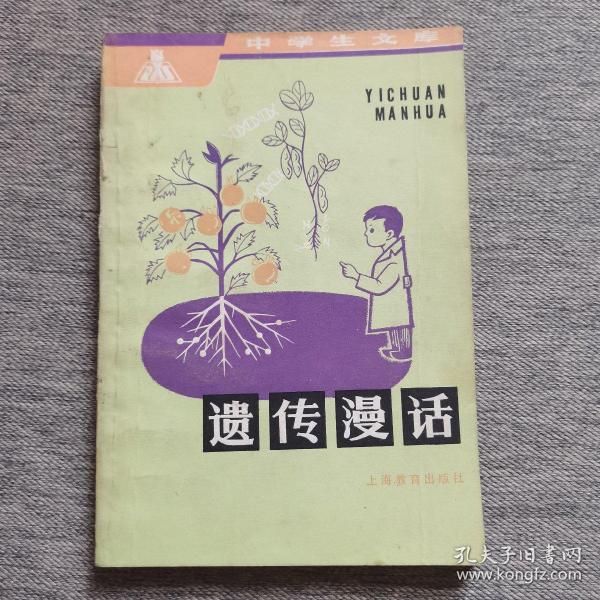 中学生文库
YICHUAN
MANHUA
遗传漫话
上海教育出版社
孔夫子旧书网
www.kongfz.com